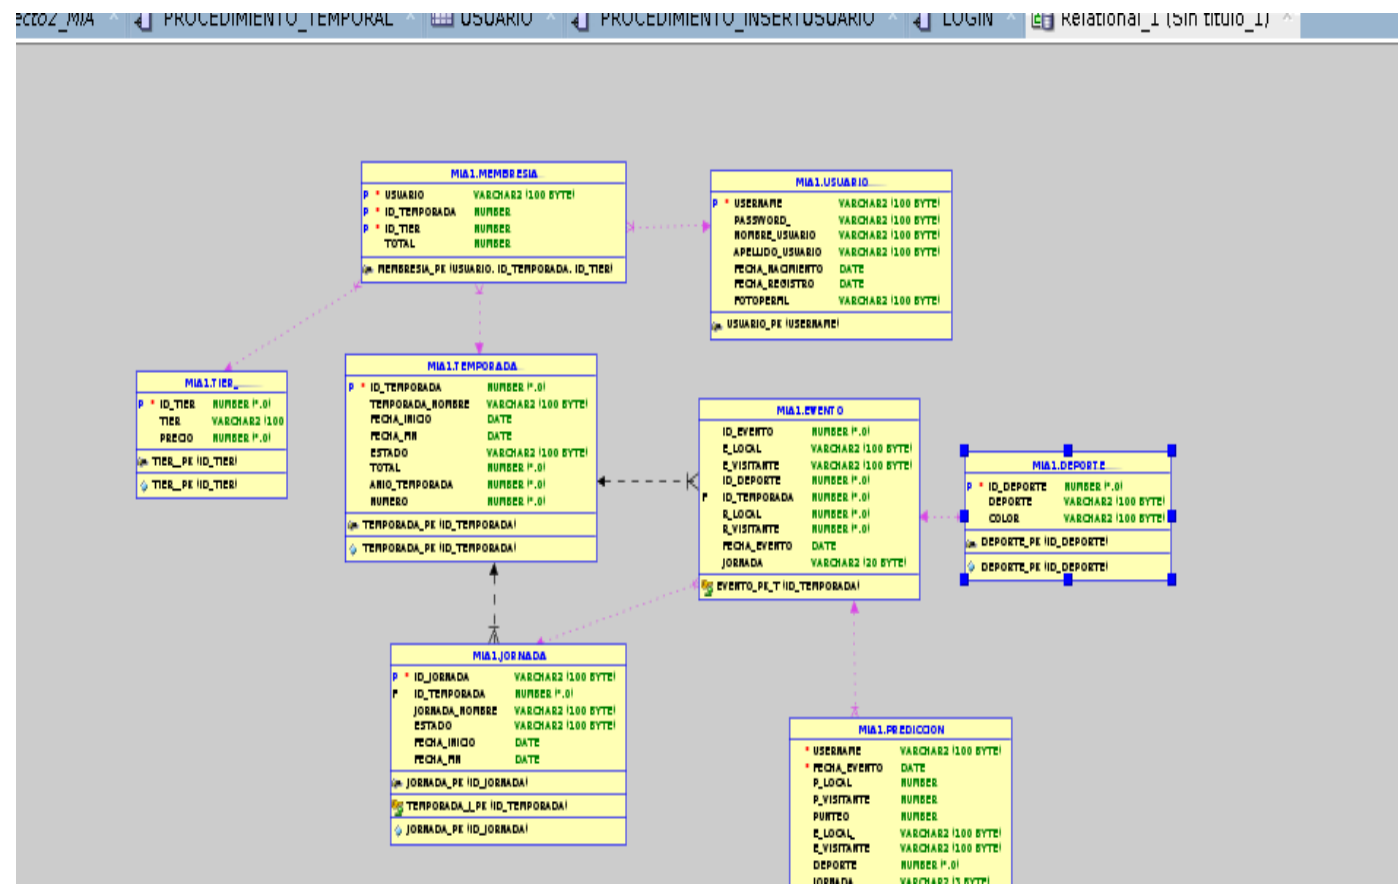 ecto2_MIA × PROCEDIMIENTO_TEMPORAL × USUARIO × PROCEDIMIENTO_INSERTUSUARIO × LOGIN × Relational_1 (Sin título_1) ×
MIA1.MEMBRESIA
P * USUARIO VARCHAR2 (100 BYTE)
P * ID_TEMPORADA NUMBER
P * ID_TIER NUMBER
TOTAL NUMBER
MEMBRESIA_PK (USUARIO, ID_TEMPORADA, ID_TIER)
MIA1.USUARIO
P * USERNAME VARCHAR2 (100 BYTE)
PASSWORD_ VARCHAR2 (100 BYTE)
NOMBRE_USUARIO VARCHAR2 (100 BYTE)
APELLIDO_USUARIO VARCHAR2 (100 BYTE)
FECHA_NACIMIENTO DATE
FECHA_REGISTRO DATE
FOTOPERFIL VARCHAR2 (100 BYTE)
USUARIO_PK (USERNAME)
MIA1.TIER_
P * ID_TIER NUMBER (*,0)
TIER VARCHAR2 (100
PRECIO NUMBER (*,0)
TIER__PK (ID_TIER)
TIER__PK (ID_TIER)
MIA1.TEMPORADA
P * ID_TEMPORADA NUMBER (*,0)
TEMPORADA_NOMBRE VARCHAR2 (100 BYTE)
FECHA_INICIO DATE
FECHA_FIN DATE
ESTADO VARCHAR2 (100 BYTE)
TOTAL NUMBER (*,0)
ANIO_TEMPORADA NUMBER (*,0)
NUMERO NUMBER (*,0)
TEMPORADA_PK (ID_TEMPORADA)
TEMPORADA_PK (ID_TEMPORADA)
MIA1.EVENTO
ID_EVENTO NUMBER (*,0)
E_LOCAL VARCHAR2 (100 BYTE)
E_VISITANTE VARCHAR2 (100 BYTE)
ID_DEPORTE NUMBER (*,0)
F ID_TEMPORADA NUMBER (*,0)
R_LOCAL NUMBER (*,0)
R_VISITANTE NUMBER (*,0)
FECHA_EVENTO DATE
JORNADA VARCHAR2 (20 BYTE)
EVENTO_PK_T (ID_TEMPORADA)
MIA1.DEPORTE
P * ID_DEPORTE NUMBER (*,0)
DEPORTE VARCHAR2 (100 BYTE)
COLOR VARCHAR2 (100 BYTE)
DEPORTE_PK (ID_DEPORTE)
DEPORTE_PK (ID_DEPORTE)
MIA1.JORNADA
P * ID_JORNADA VARCHAR2 (100 BYTE)
F ID_TEMPORADA NUMBER (*,0)
JORNADA_NOMBRE VARCHAR2 (100 BYTE)
ESTADO VARCHAR2 (100 BYTE)
FECHA_INICIO DATE
FECHA_FIN DATE
JORNADA_PK (ID_JORNADA)
TEMPORADA_J_PK (ID_TEMPORADA)
JORNADA_PK (ID_JORNADA)
MIA1.PREDICCION
* USERNAME VARCHAR2 (100 BYTE)
* FECHA_EVENTO DATE
P_LOCAL NUMBER
P_VISITANTE NUMBER
PUNTEO NUMBER
E_LOCAL_ VARCHAR2 (100 BYTE)
E_VISITANTE VARCHAR2 (100 BYTE)
DEPORTE NUMBER (*,0)
JORNADA VARCHAR2 (3 BYTE)